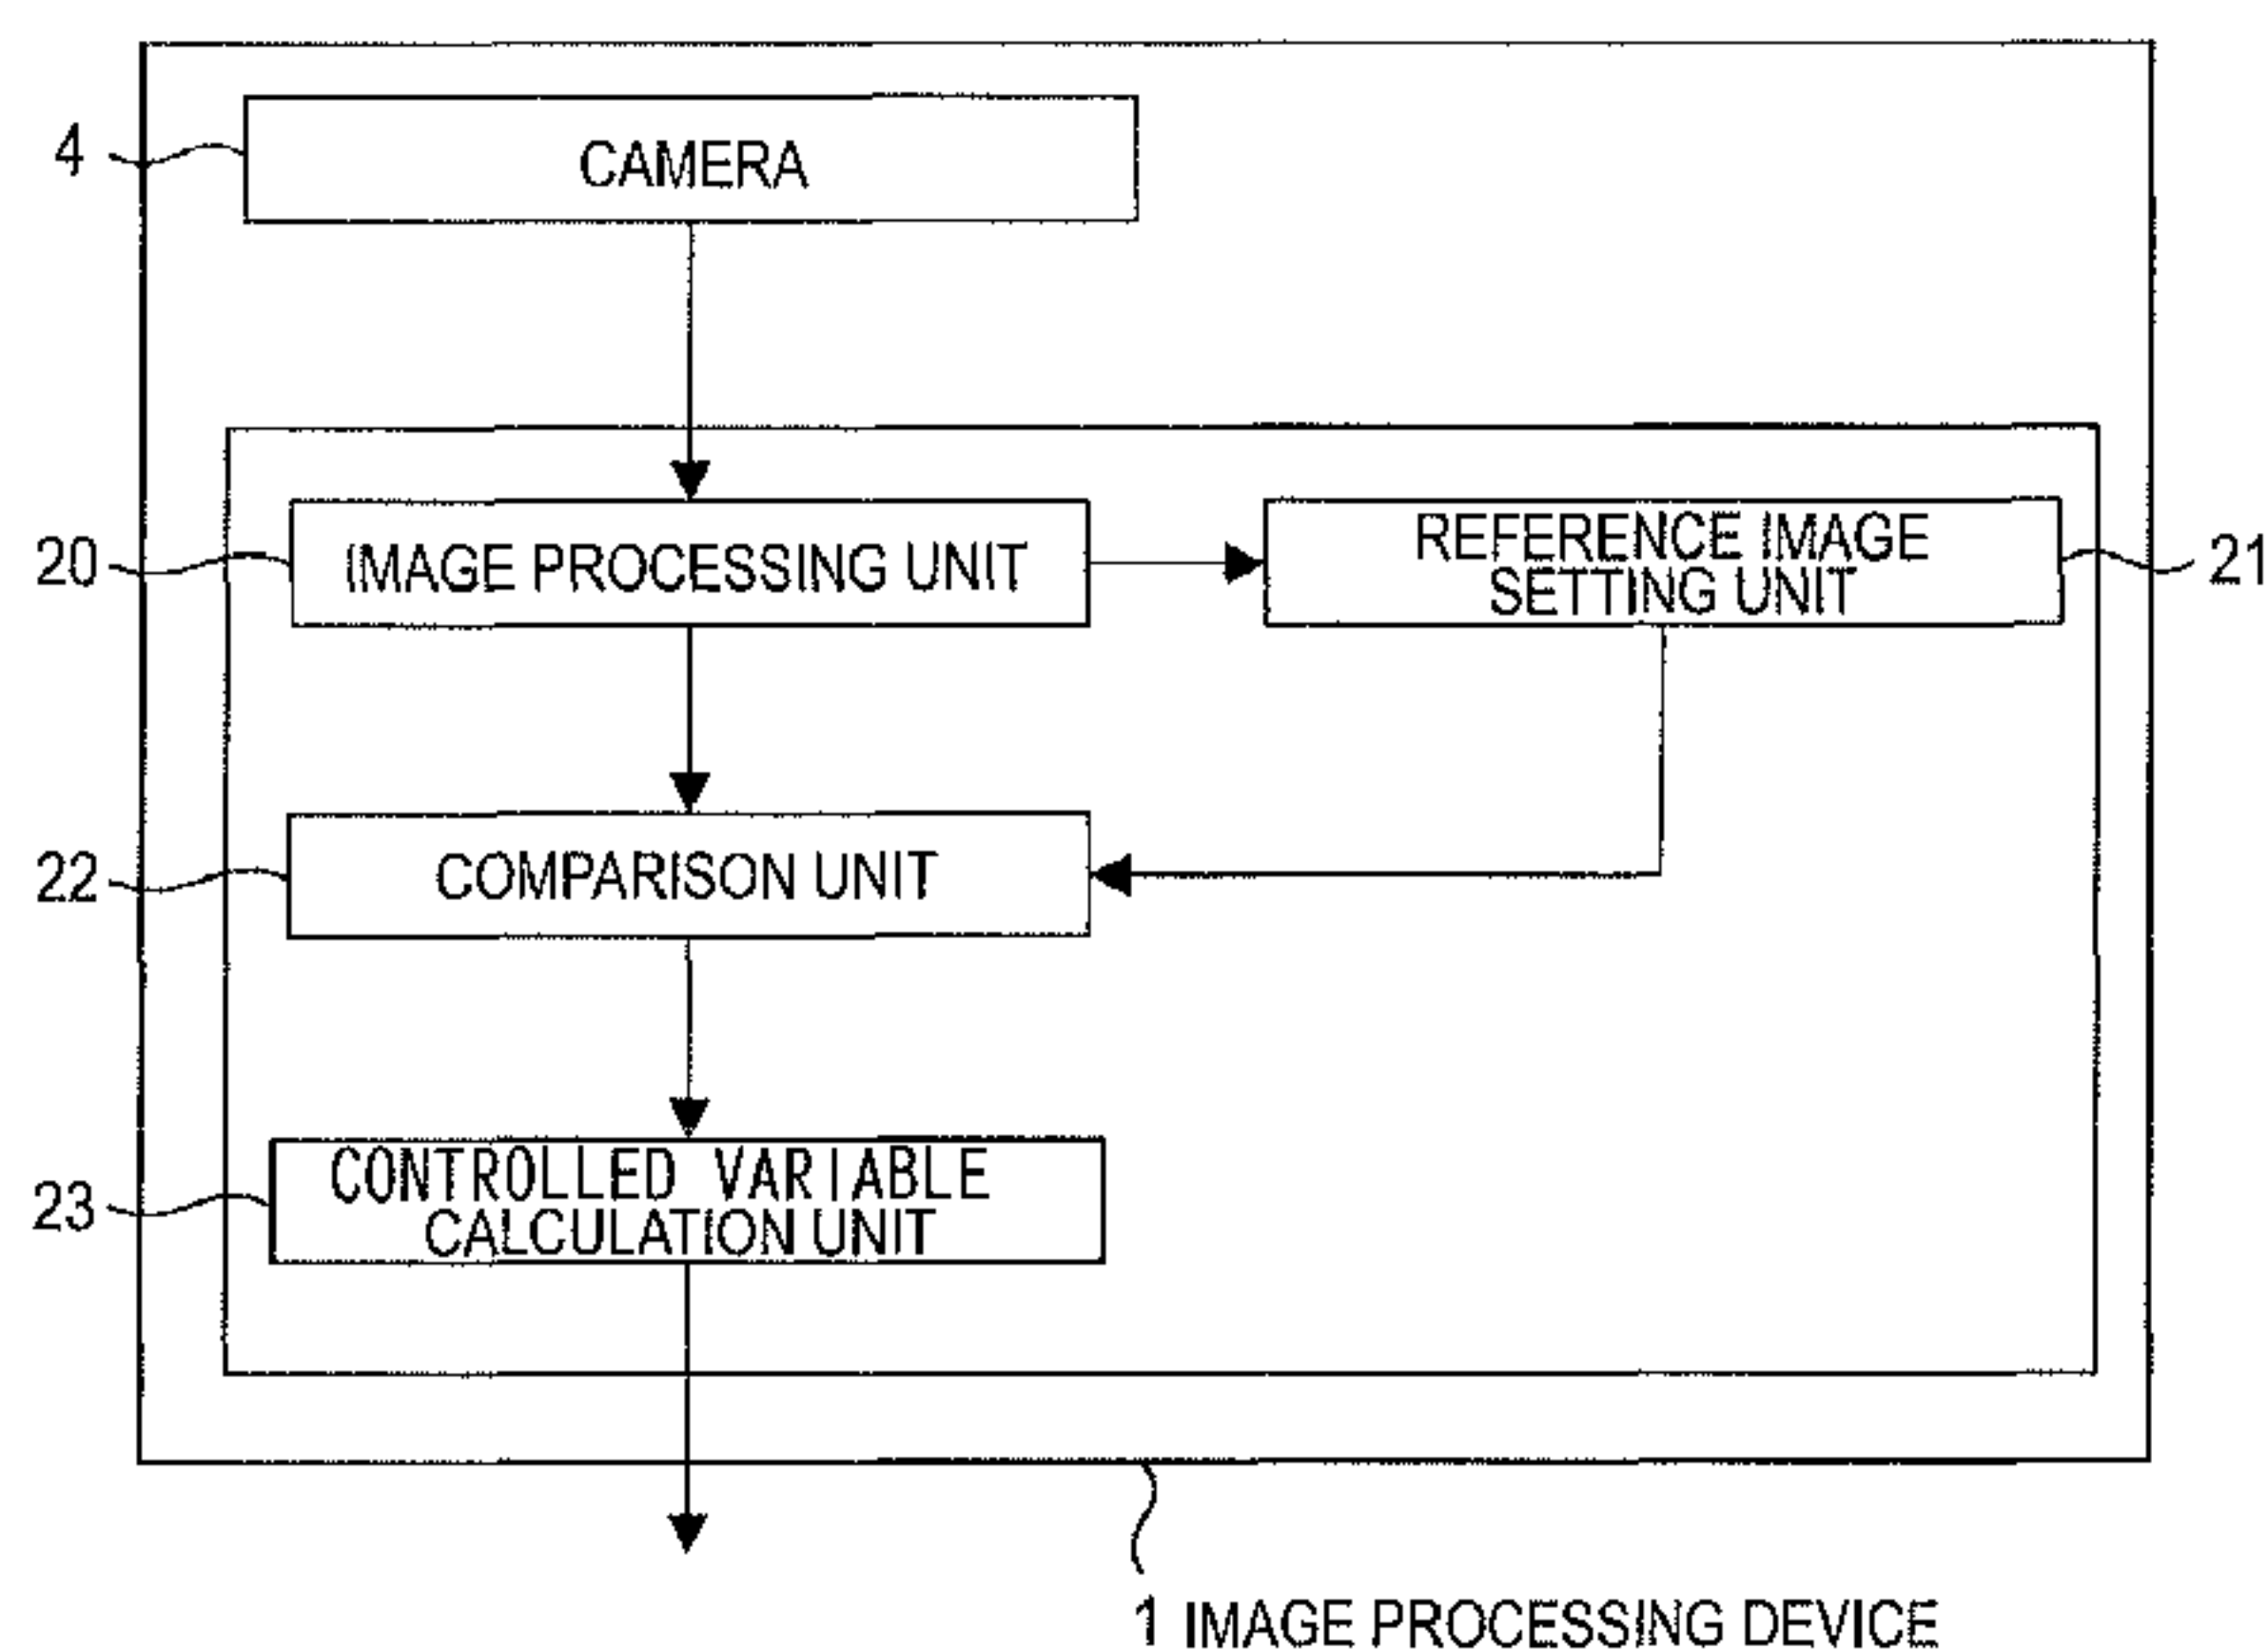 4
CAMERA
20
IMAGE PROCESSING UNIT
REFERENCE IMAGE
SETTING UNIT
21
22
COMPARISON UNIT
23
CONTROLLED VARIABLE
CALCULATION UNIT
1 IMAGE PROCESSING DEVICE